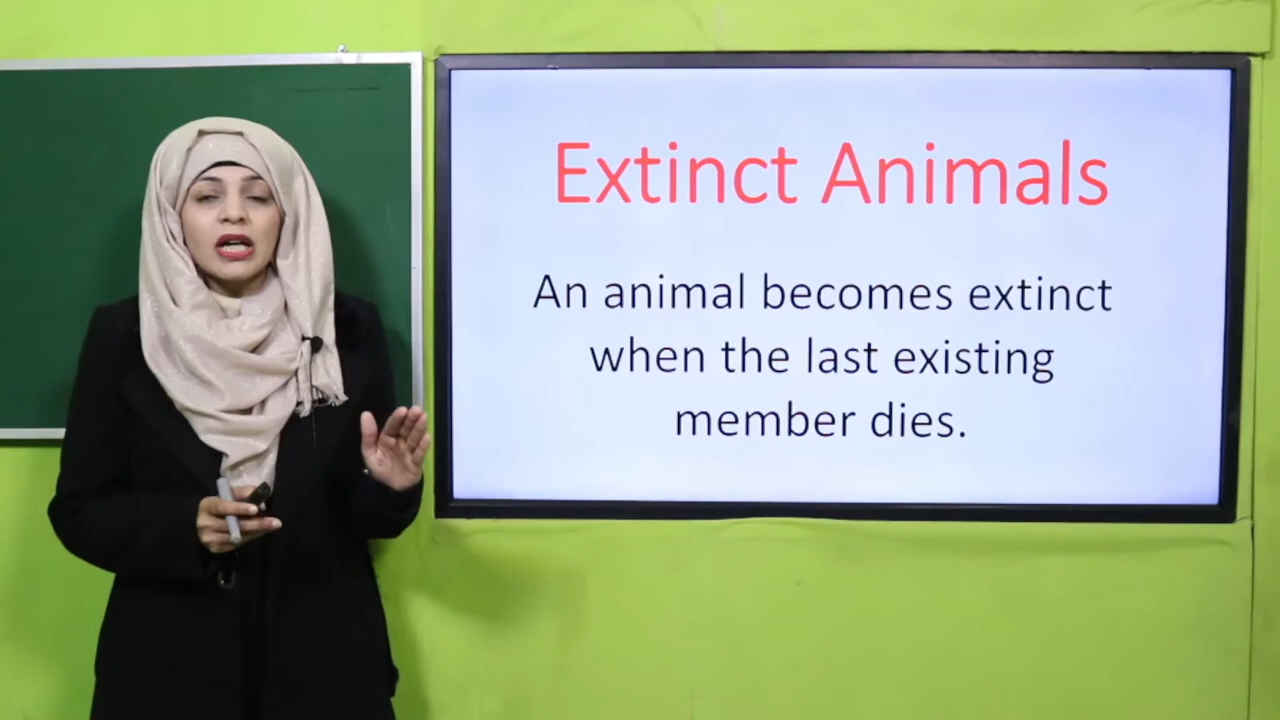 Extinct Animals
An animal becomes extinct
when the last existing
member dies.